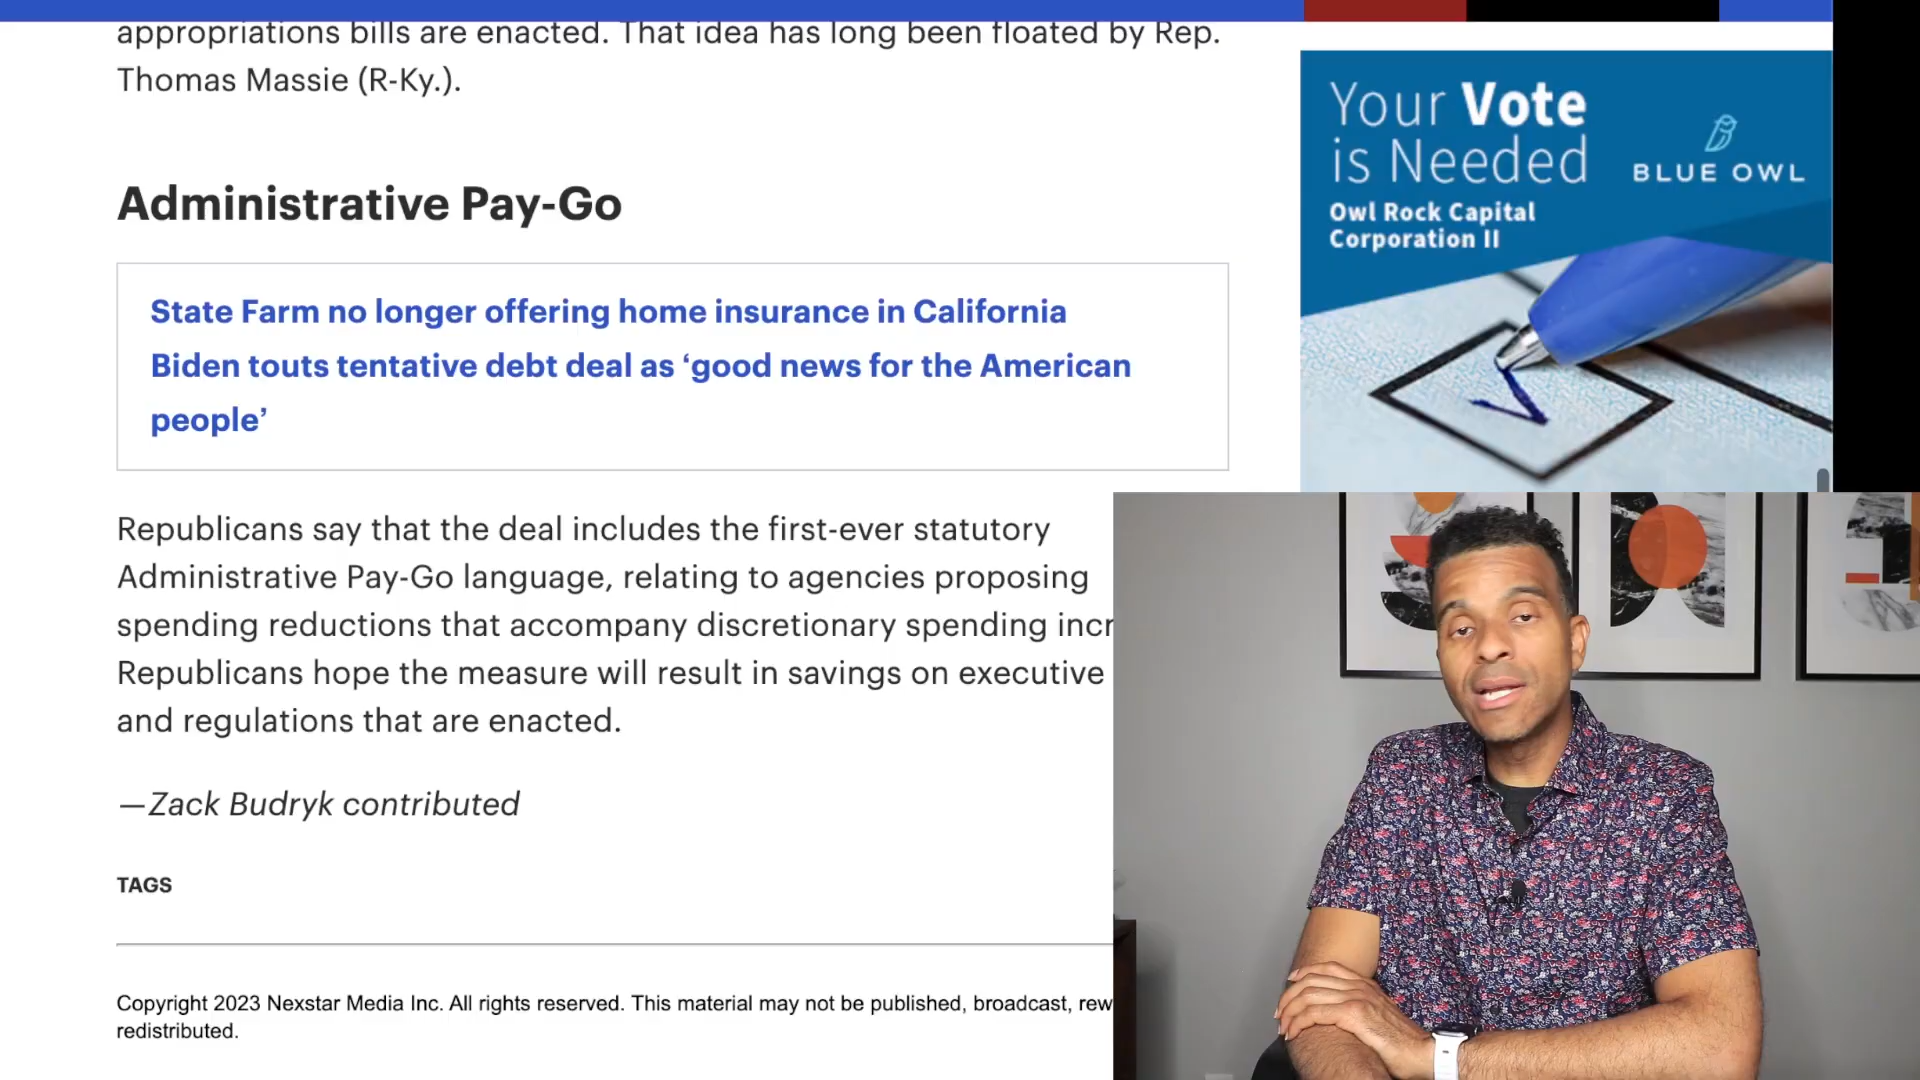 appropriations bills are enacted. That idea has long been floated by Rep.
Thomas Massie (R-Ky.).
Administrative Pay-Go
State Farm no longer offering home insurance in California
Biden touts tentative debt deal as ‘good news for the American
people’
Republicans say that the deal includes the first-ever statutory
Administrative Pay-Go language, relating to agencies proposing
spending reductions that accompany discretionary spending incr
Republicans hope the measure will result in savings on executive
and regulations that are enacted.
—Zack Budryk contributed
TAGS
Copyright 2023 Nexstar Media Inc. All rights reserved. This material may not be published, broadcast, rew
redistributed.
Your Vote
is Needed
BLUE OWL
Owl Rock Capital
Corporation II